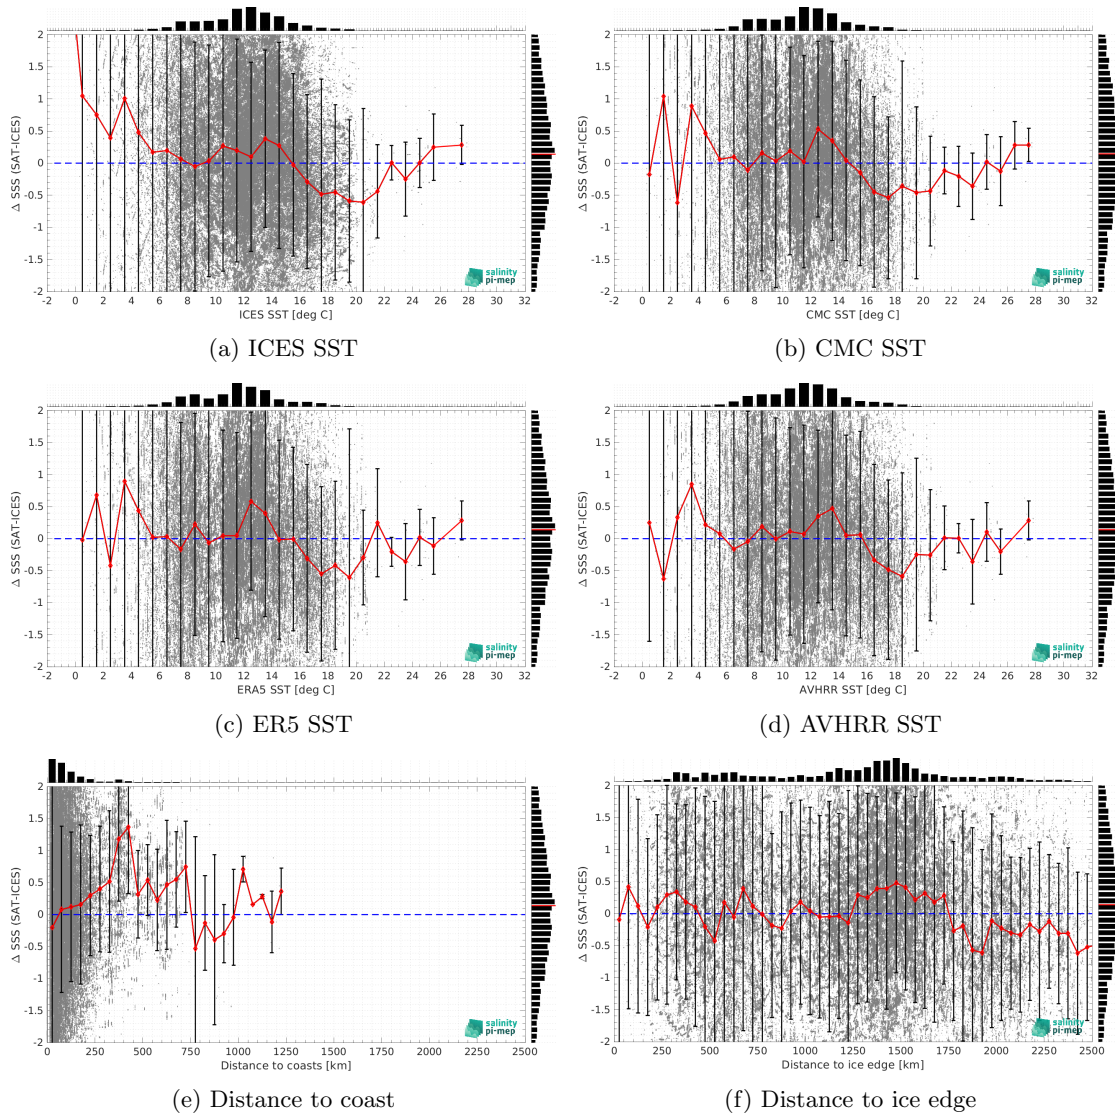 2
1.5
1
0.5
0
-0.5
-1
-1.5
-2
Δ SSS (SAT-ICES)
-2 0 2 4 6 8 10 12 14 16 18 20 22 24 26 28 30 32
ICES SST [deg C]
salinity
pi-mep
(a) ICES SST
2
1.5
1
0.5
0
-0.5
-1
-1.5
-2
Δ SSS (SAT-ICES)
-2 0 2 4 6 8 10 12 14 16 18 20 22 24 26 28 30 32
CMC SST [deg C]
salinity
pi-mep
(b) CMC SST
2
1.5
1
0.5
0
-0.5
-1
-1.5
-2
Δ SSS (SAT-ICES)
-2 0 2 4 6 8 10 12 14 16 18 20 22 24 26 28 30 32
ERA5 SST [deg C]
salinity
pi-mep
(c) ER5 SST
2
1.5
1
0.5
0
-0.5
-1
-1.5
-2
Δ SSS (SAT-ICES)
-2 0 2 4 6 8 10 12 14 16 18 20 22 24 26 28 30 32
AVHRR SST [deg C]
salinity
pi-mep
(d) AVHRR SST
2
1.5
1
0.5
0
-0.5
-1
-1.5
-2
Δ SSS (SAT-ICES)
0 250 500 750 1000 1250 1500 1750 2000 2250 2500
Distance to coasts [km]
salinity
pi-mep
(e) Distance to coast
2
1.5
1
0.5
0
-0.5
-1
-1.5
-2
Δ SSS (SAT-ICES)
0 250 500 750 1000 1250 1500 1750 2000 2250 2500
Distance to ice edge [km]
salinity
pi-mep
(f) Distance to ice edge